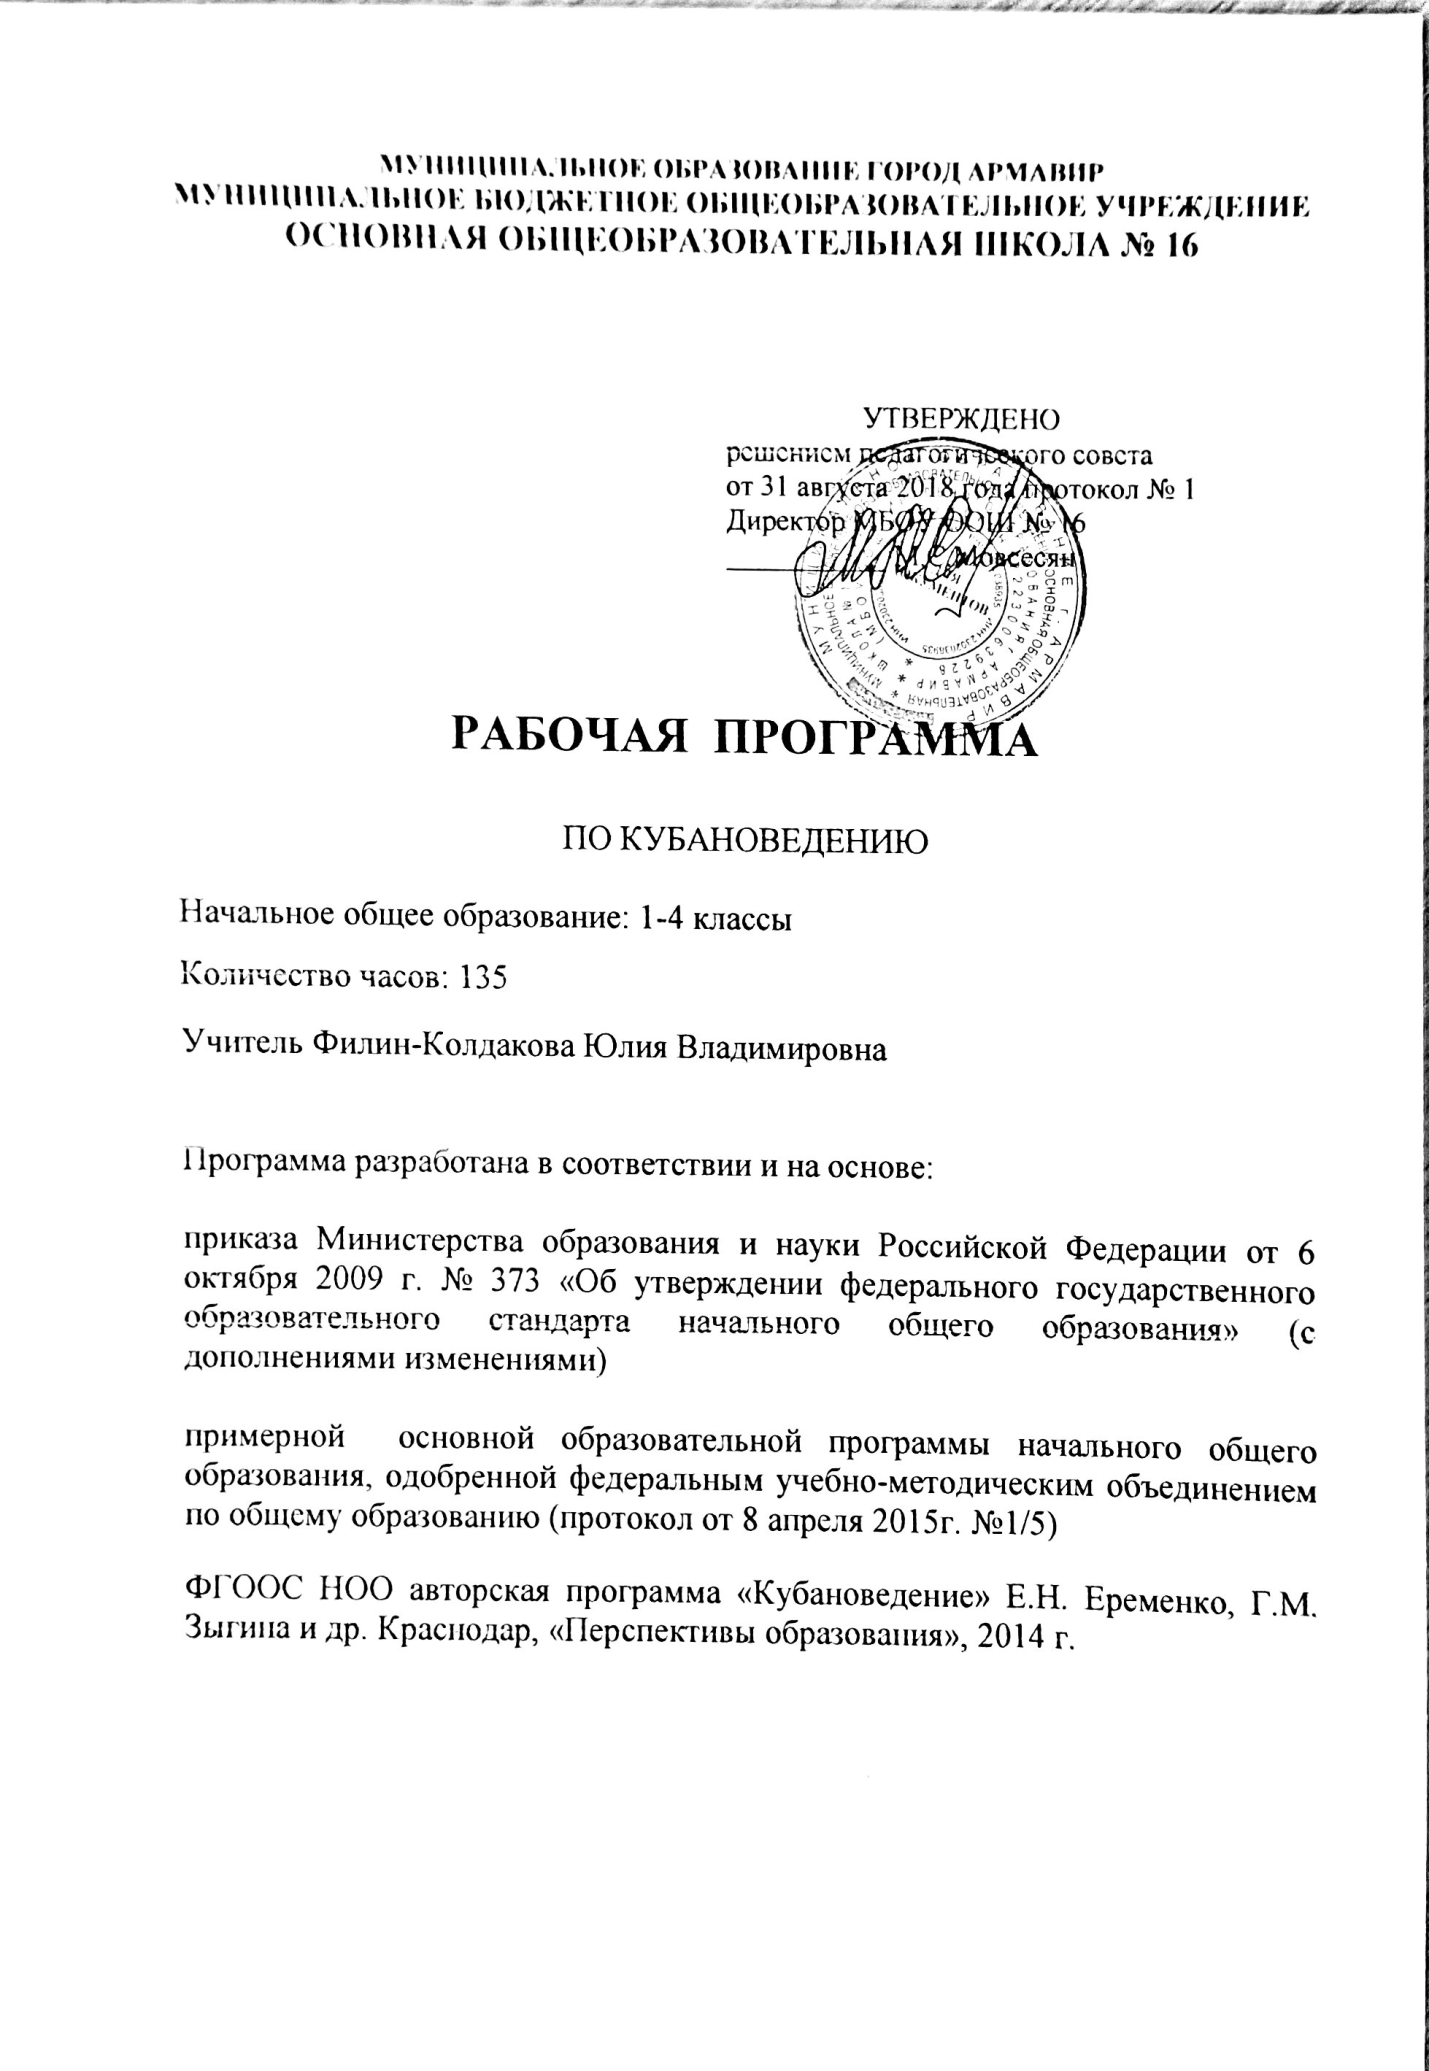 МУНИЦИПАЛЬНОЕ ОБРАЗОВАНИЕ ГОРОД АРМАВИР
МУНИЦИПАЛЬНОЕ БЮДЖЕТНОЕ ОБЩЕОБРАЗОВАТЕЛЬНОЕ УЧРЕЖДЕНИЕ
ОСНОВНАЯ ОБЩЕОБРАЗОВАТЕЛЬНАЯ ШКОЛА № 16
УТВЕРЖДЕНО
решением педагогического совета
от 31 августа 2018 года протокол № 1
Директор МБОУ ООШ № 16
М.С.Мовсесян
РАБОЧАЯ ПРОГРАММА
ПО КУБАНОВЕДЕНИЮ
Начальное общее образование: 1-4 классы
Количество часов: 135
Учитель Филин-Колдакова Юлия Владимировна
Программа разработана в соответствии и на основе:
приказа Министерства образования и науки Российской Федерации от 6
октября 2009 г. № 373 «Об утверждении федерального государственного
образовательного стандарта начального общего образования» (с
дополнениями изменениями)
примерной основной образовательной программы начального общего
образования, одобренной федеральным учебно-методическим объединением
по общему образованию (протокол от 8 апреля 2015г. №1/5)
ФГООС НОО авторская программа «Кубановедение» Е.Н. Еременко, Г.М.
Зыгина и др. Краснодар, «Перспективы образования», 2014 г.